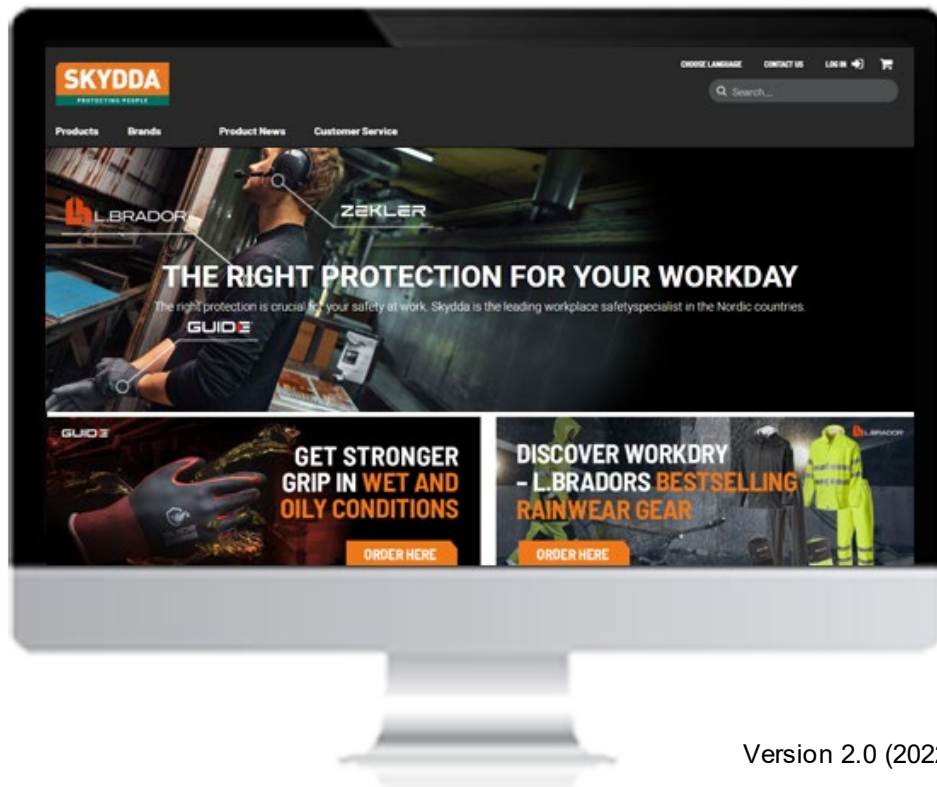 SKYDDA
PROTECTING PEOPLE
CHOOSE LANGUAGE CONTACT US LOG IN
Search...
Products Brands Product News Customer Service
L.BRADOR
ZEKLER
THE RIGHT PROTECTION FOR YOUR WORKDAY
The right protection is crucial for your safety at work. Skydda is the leading workplace safetyspecialist in the Nordic countries.
GUIDE
GUIDE
GET STRONGER
GRIP IN WET AND
OILY CONDITIONS
ORDER HERE
L.BRADOR
DISCOVER WORKDRY
– L.BRADORS BESTSELLING
RAINWEAR GEAR
ORDER HERE
Version 2.0 (202